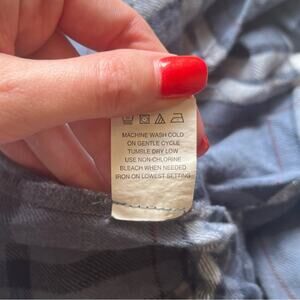 MACHINE WASH COLD
ON GENTLE CYCLE
TUMBLE DRY LOW
USE NON-CHLORINE
BLEACH WHEN NEEDED
IRON ON LOWEST SETTING